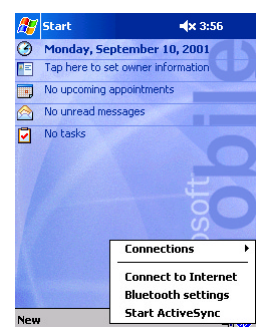 Start 3:56
Monday, September 10, 2001
Tap here to set owner information
No upcoming appointments
No unread messages
No tasks
Connections
Connect to Internet
Bluetooth settings
Start ActiveSync
New